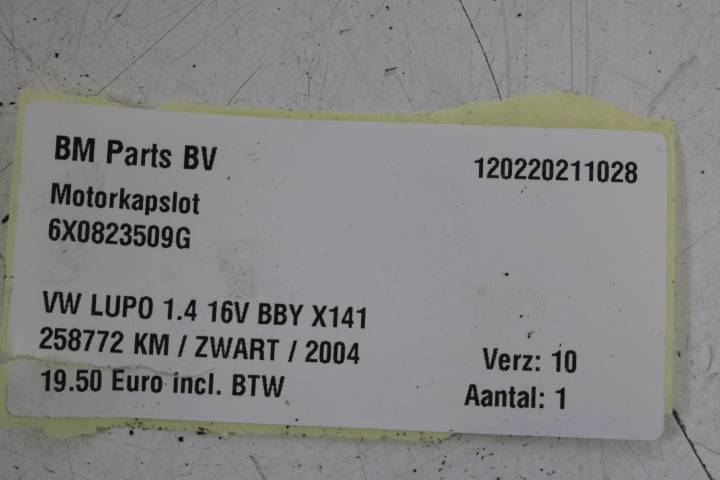 BM Parts BV
120220211028
Motorkapslot
6X0823509G
VW LUPO 1.4 16V BBY X141
258772 KM / ZWART / 2004
Verz: 10
19.50 Euro incl. BTW
Aantal: 1